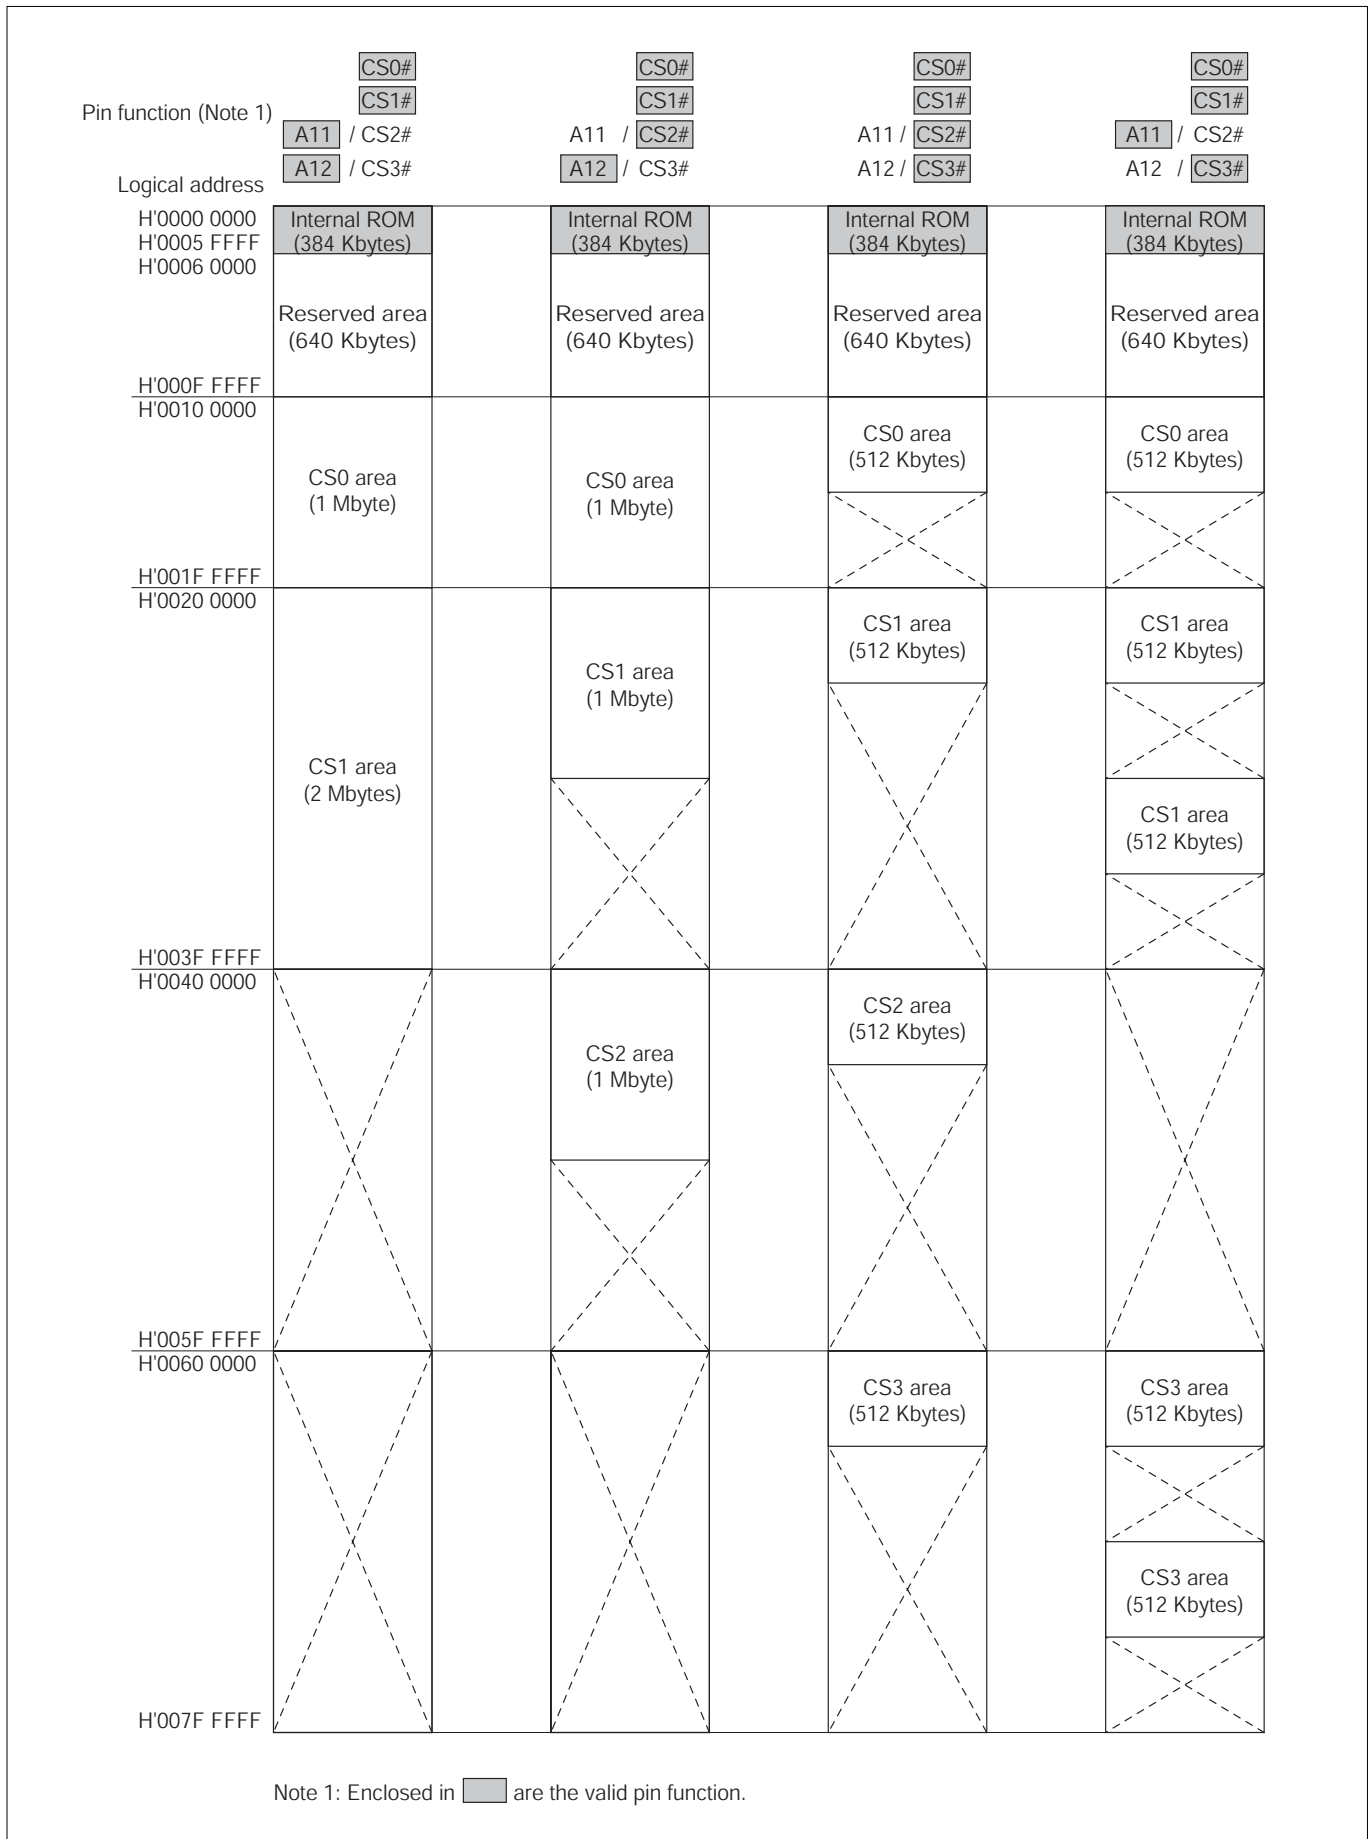 CS0# CS0# CS0# CS0#
CS1# CS1# CS1# CS1#
Pin function (Note 1)
A11 / CS2# A11 / CS2# A11 / CS2# A11 / CS2#
A12 / CS3# A12 / CS3# A12 / CS3# A12 / CS3#
Logical address
H'0000 0000 Internal ROM Internal ROM Internal ROM Internal ROM
H'0005 FFFF (384 Kbytes) (384 Kbytes) (384 Kbytes) (384 Kbytes)
H'0006 0000
Reserved area Reserved area Reserved area Reserved area
(640 Kbytes) (640 Kbytes) (640 Kbytes) (640 Kbytes)
H'000F FFFF
H'0010 0000
CS0 area CS0 area
(512 Kbytes) (512 Kbytes)
CS0 area CS0 area
(1 Mbyte) (1 Mbyte)
H'001F FFFF
H'0020 0000
CS1 area CS1 area
(512 Kbytes) (512 Kbytes)
CS1 area
(1 Mbyte)
CS1 area
(2 Mbytes)
CS1 area
(512 Kbytes)
H'003F FFFF
H'0040 0000
CS2 area
(512 Kbytes)
CS2 area
(1 Mbyte)
H'005F FFFF
H'0060 0000
CS3 area CS3 area
(512 Kbytes) (512 Kbytes)
CS3 area
(512 Kbytes)
H'007F FFFF
Note 1: Enclosed in are the valid pin function.